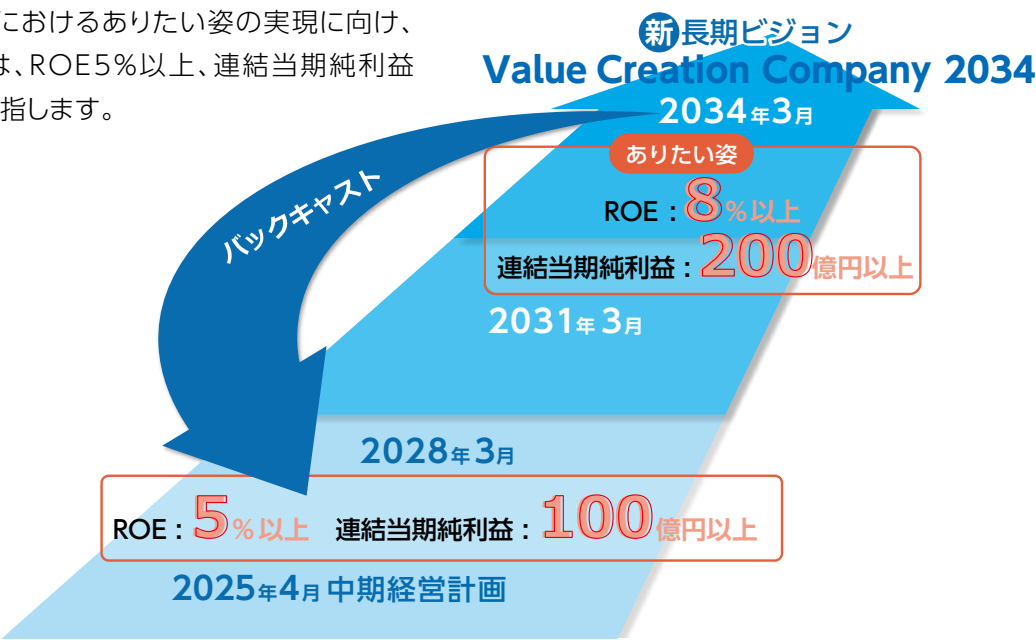 におけるありたい姿の実現に向け、
は、ROE5%以上、連結当期純利益
指します。
新長期ビジョン
Value Creation Company 2034
2034年3月
ありたい姿
ROE：8%以上
連結当期純利益：200億円以上
バックキャスト
2031年3月
2028年3月
ROE：5%以上 連結当期純利益：100億円以上
2025年4月 中期経営計画